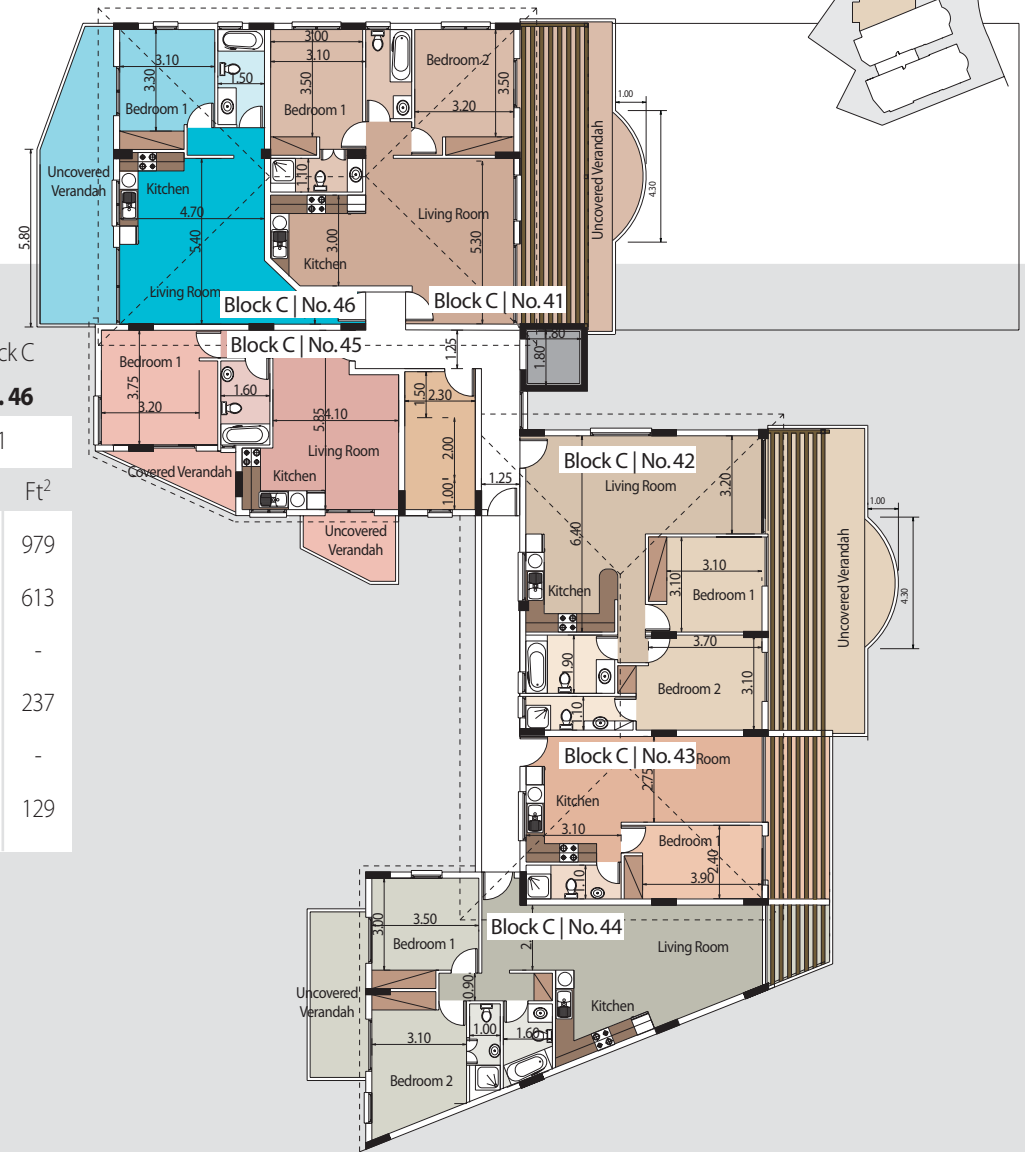 3.00
3.10
3.10
3.30
1.50
3.50
3.50
3.20
Bedroom 2
Bedroom 1
Bedroom 1
1.00
4.30
Uncovered Verandah
Uncovered
Verandah
Kitchen
1.10
4.70
5.40
Living Room
3.00
5.30
Kitchen
5.80
Living Room
Block C | No. 46
Block C | No. 41
ck C
. 46
1
Ft²
979
613
-
237
-
129
Block C | No. 45
Bedroom 1
1.25
1.80
1.80
3.75
3.20
1.60
5.85
4.10
1.50
2.30
Living Room
2.00
Covered Verandah
Kitchen
1.00
1.25
Uncovered
Verandah
Block C | No. 42
Living Room
3.20
6.40
1.00
4.30
Uncovered Verandah
3.10
3.10
Bedroom 1
Kitchen
3.70
1.90
Bedroom 2
3.10
1.10
Block C | No. 43
Room
2.75
Kitchen
3.10
Bedroom 1
2.40
3.90
1.10
Block C | No. 44
3.00
3.50
Bedroom 1
2.
Living Room
0.90
Uncovered
Verandah
Kitchen
3.10
1.00
1.60
Bedroom 2